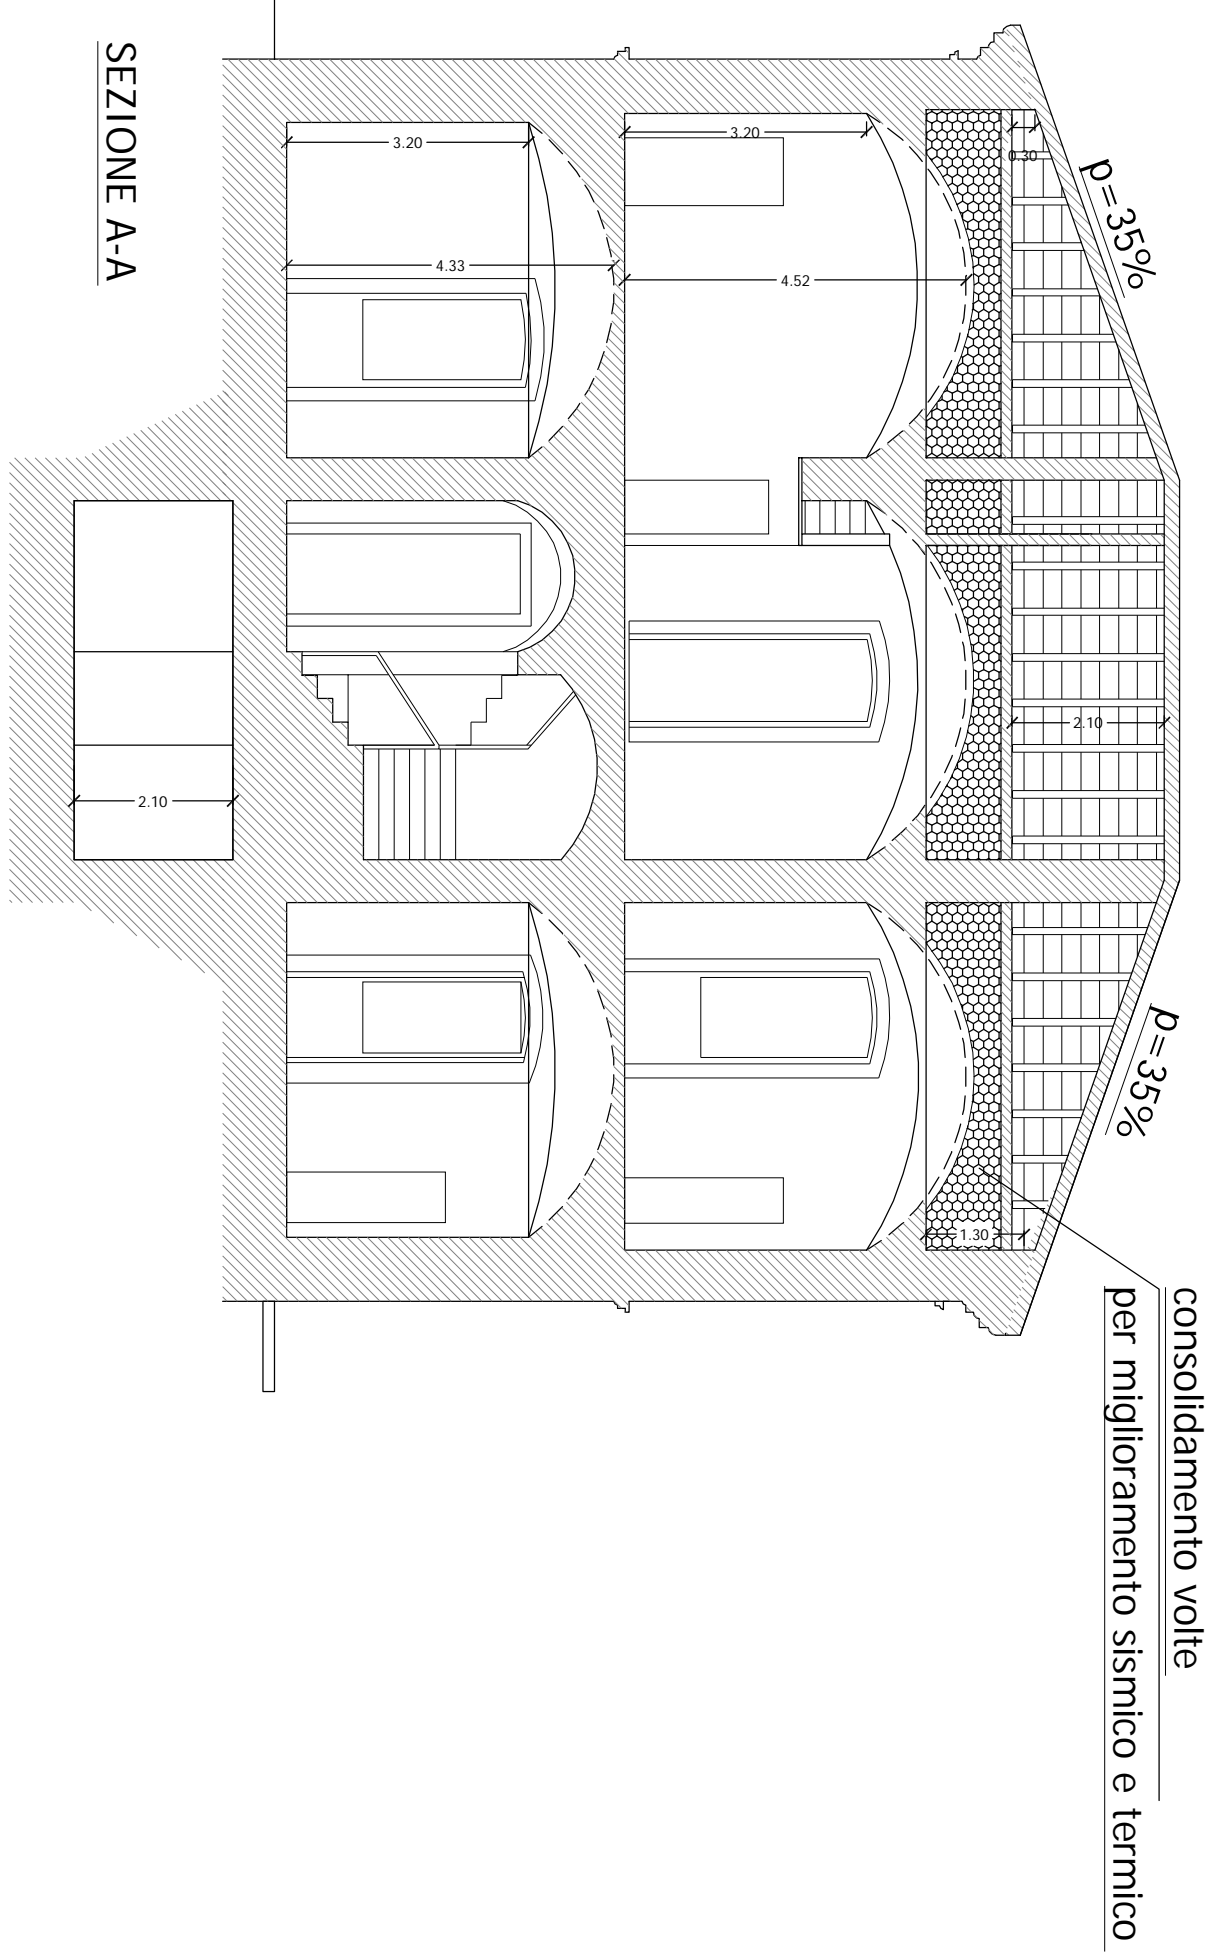 consolidamento volte
per miglioramento sismico e termico
p=35%
p=35%
0.30
2.10
1.30
3.20
4.52
3.20
4.33
2.10
SEZIONE A-A